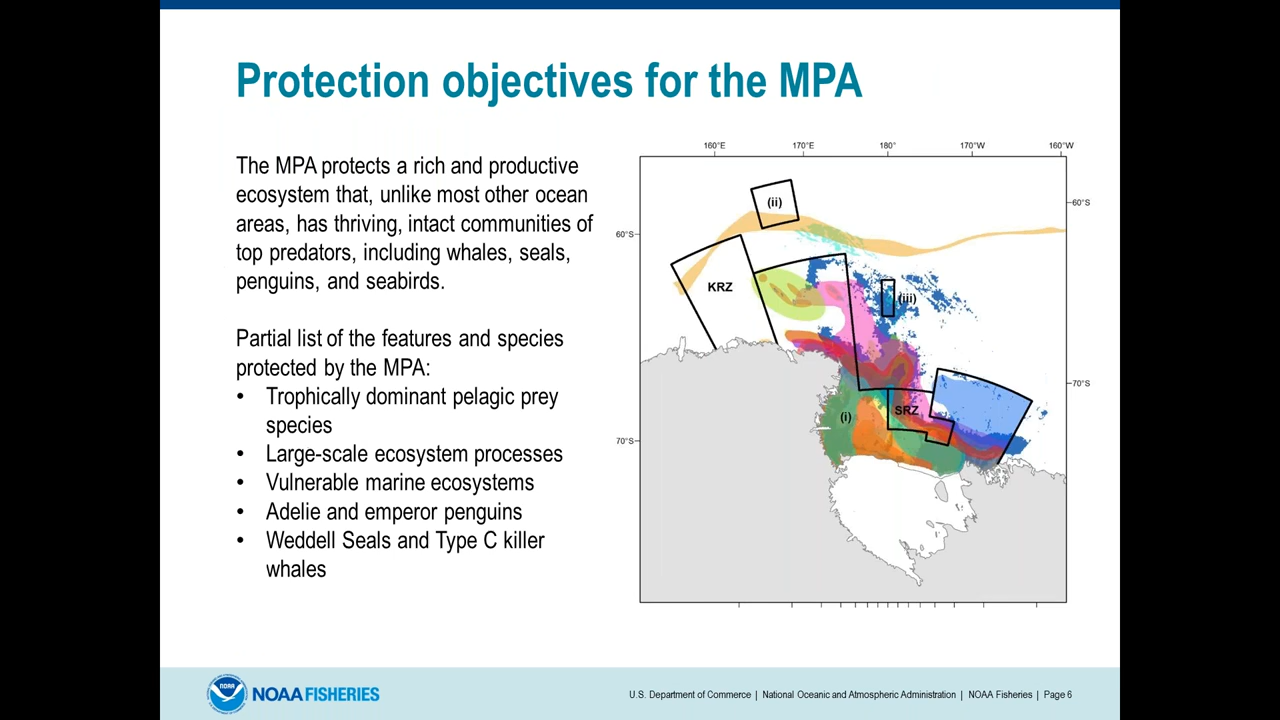 Protection objectives for the MPA
The MPA protects a rich and productive
ecosystem that, unlike most other ocean
areas, has thriving, intact communities of
top predators, including whales, seals,
penguins, and seabirds.
Partial list of the features and species
protected by the MPA:
• Trophically dominant pelagic prey
species
• Large-scale ecosystem processes
• Vulnerable marine ecosystems
• Adelie and emperor penguins
• Weddell Seals and Type C killer
whales
160°E 170°E 180° 170°W 160°W
(ii)
60°S
60°S
KRZ
(iii)
70°S
SRZ
(i)
70°S
NOAA
NOAA FISHERIES
U.S. Department of Commerce | National Oceanic and Atmospheric Administration | NOAA Fisheries | Page 6